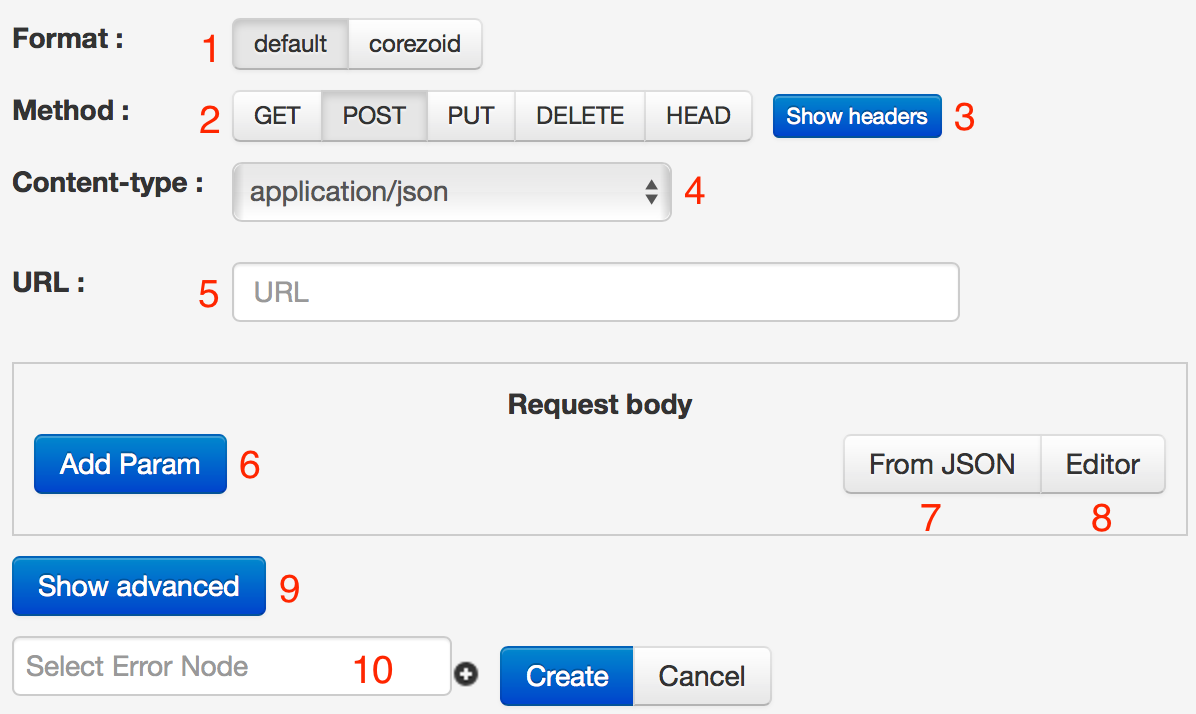 Format : 1 default corezoid
Method : 2 GET POST PUT DELETE HEAD Show headers 3
Content-type : application/json 4
URL : 5 URL
Request body
Add Param 6 From JSON Editor
7 8
Show advanced 9
Select Error Node 10 Create Cancel